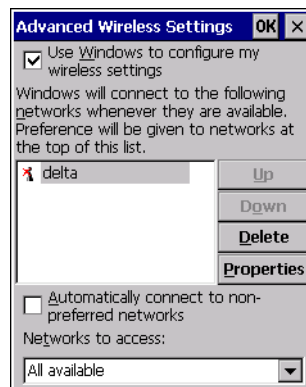 Advanced Wireless Settings OK ×
Use Windows to configure my
wireless settings
Windows will connect to the following
networks whenever they are available.
Preference will be given to networks at
the top of this list.
delta
Up
Down
Delete
Properties
Automatically connect to non-
preferred networks
Networks to access:
All available